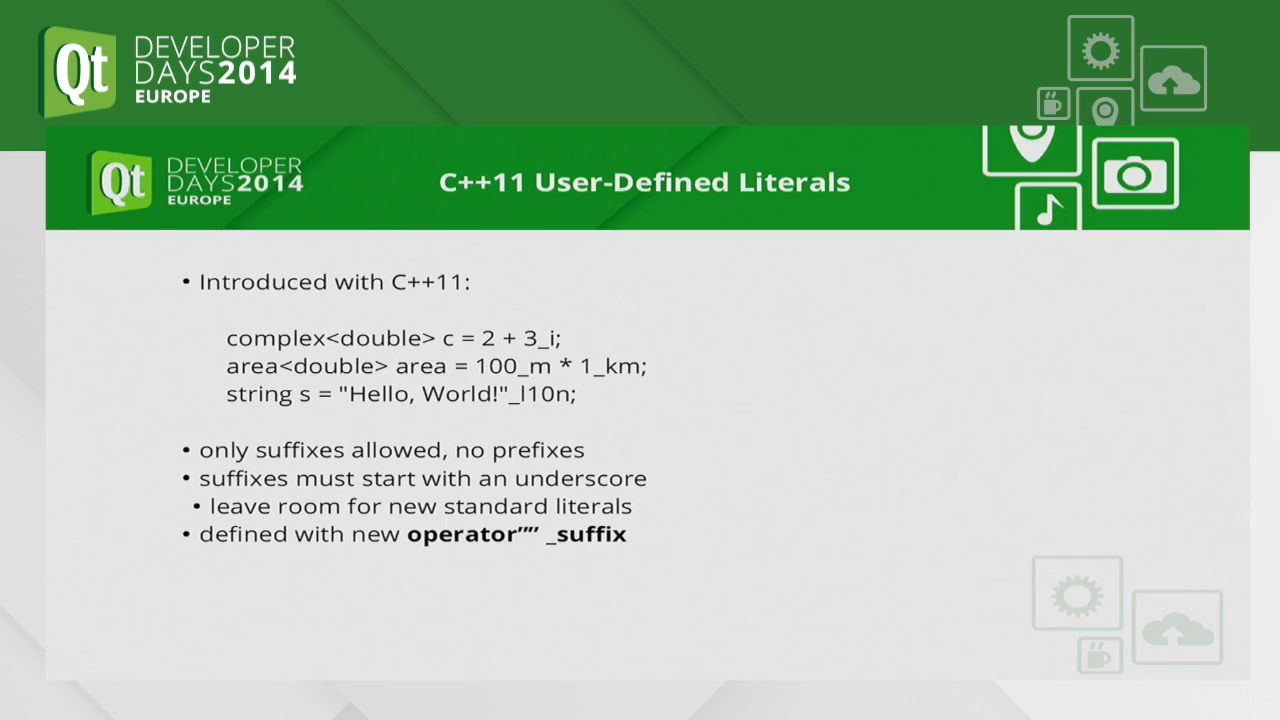 Qt DEVELOPER
DAYS2014
EUROPE
Qt DEVELOPER
DAYS2014
EUROPE
C++11 User-Defined Literals
• Introduced with C++11:
complex<double> c = 2 + 3_i;
area<double> area = 100_m * 1_km;
string s = "Hello, World!"_l10n;
• only suffixes allowed, no prefixes
• suffixes must start with an underscore
• leave room for new standard literals
• defined with new operator”” _suffix